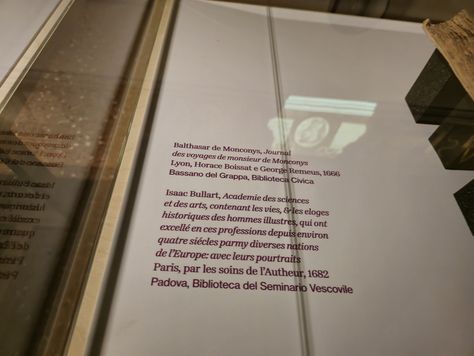 Balthasar de Monconys, Journal
des voyages de monsieur de Monconys
Lyon, Horace Boissat e George Remeus, 1666
Bassano del Grappa, Biblioteca Civica
Isaac Bullart, Academie des sciences
et des arts, contenant les vies, & les eloges
historiques des hommes illustres, qui ont
excellé en ces professions depuis environ
quatre siécles parmy diverses nations
de l'Europe: avec leurs pourtraits
Paris, par les soins de l'Autheur, 1682
Padova, Biblioteca del Seminario Vescovile